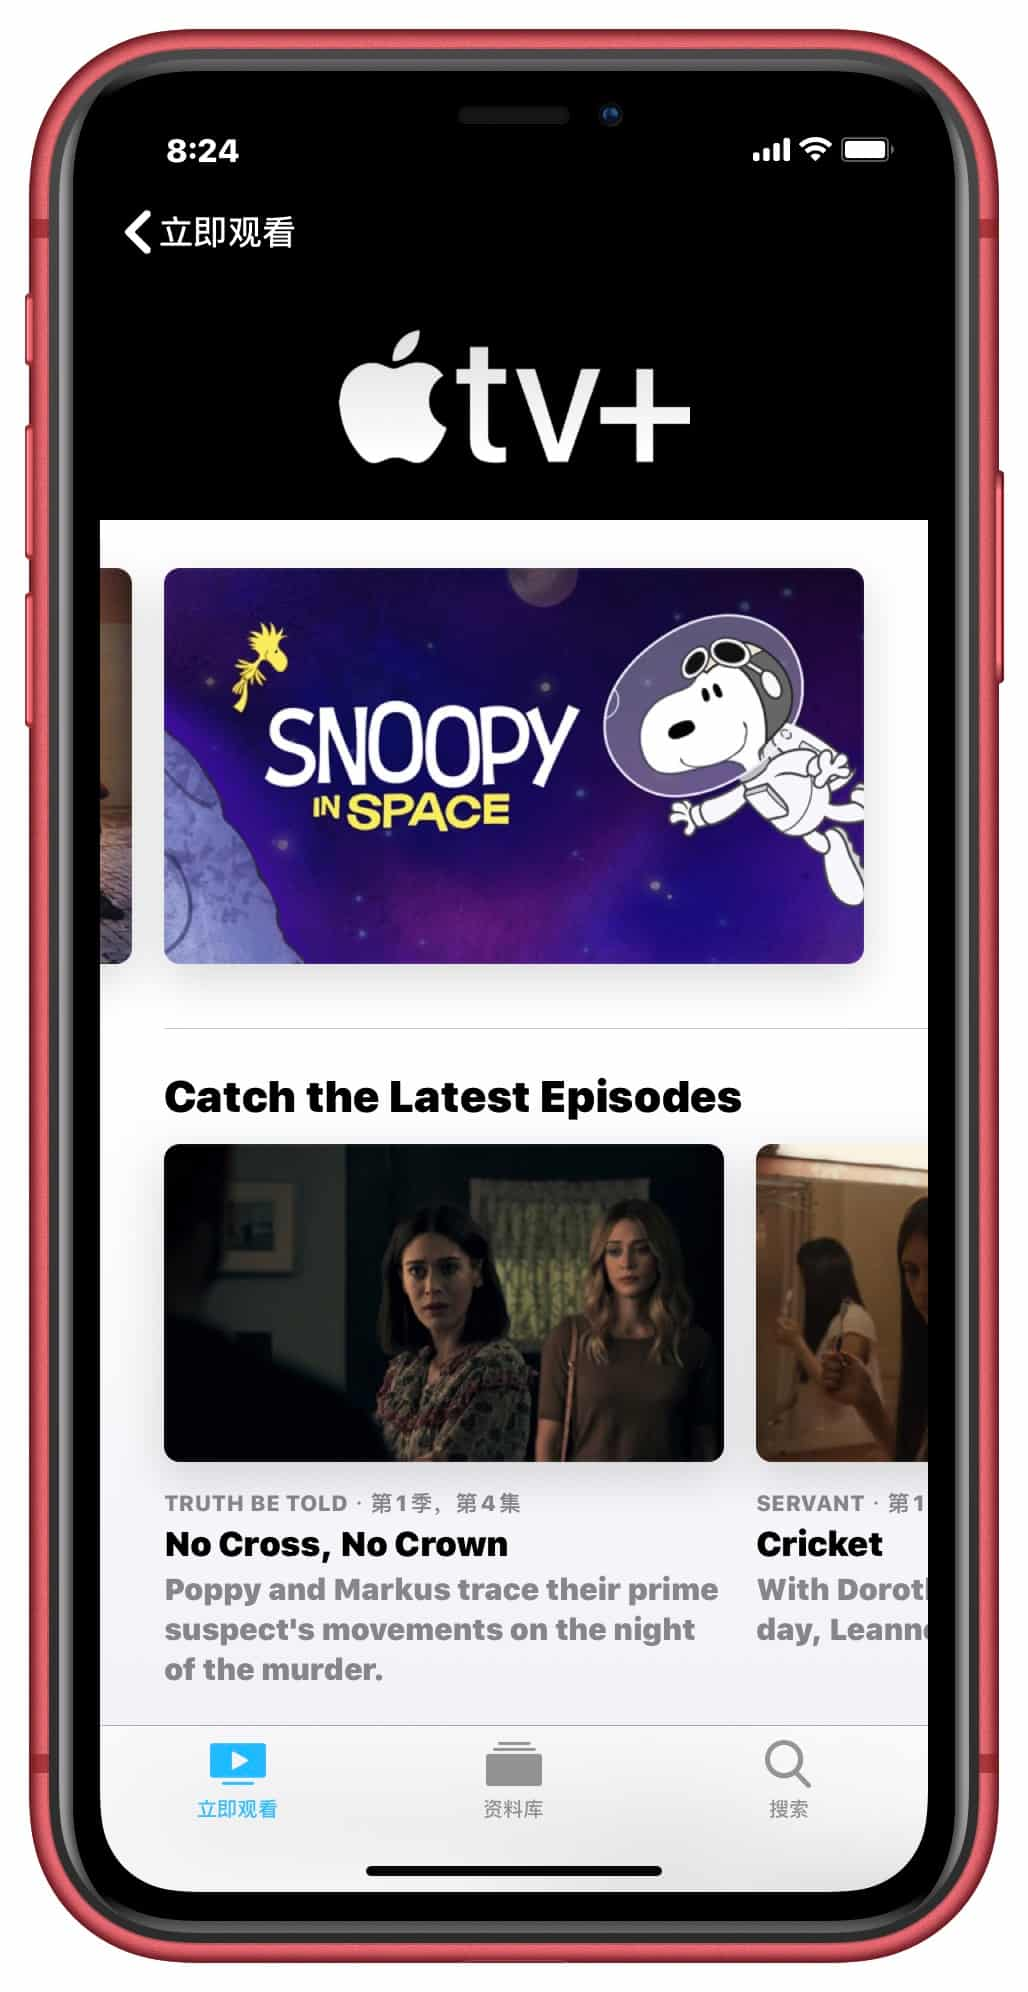 8:24
立即观看
tv+
SNOOPY
IN SPACE
Catch the Latest Episodes
TRUTH BE TOLD · 第1季，第4集
No Cross, No Crown
Poppy and Markus trace their prime
suspect's movements on the night
of the murder.
SERVANT · 第1
Cricket
With
day,
立即观看
资料库
搜索